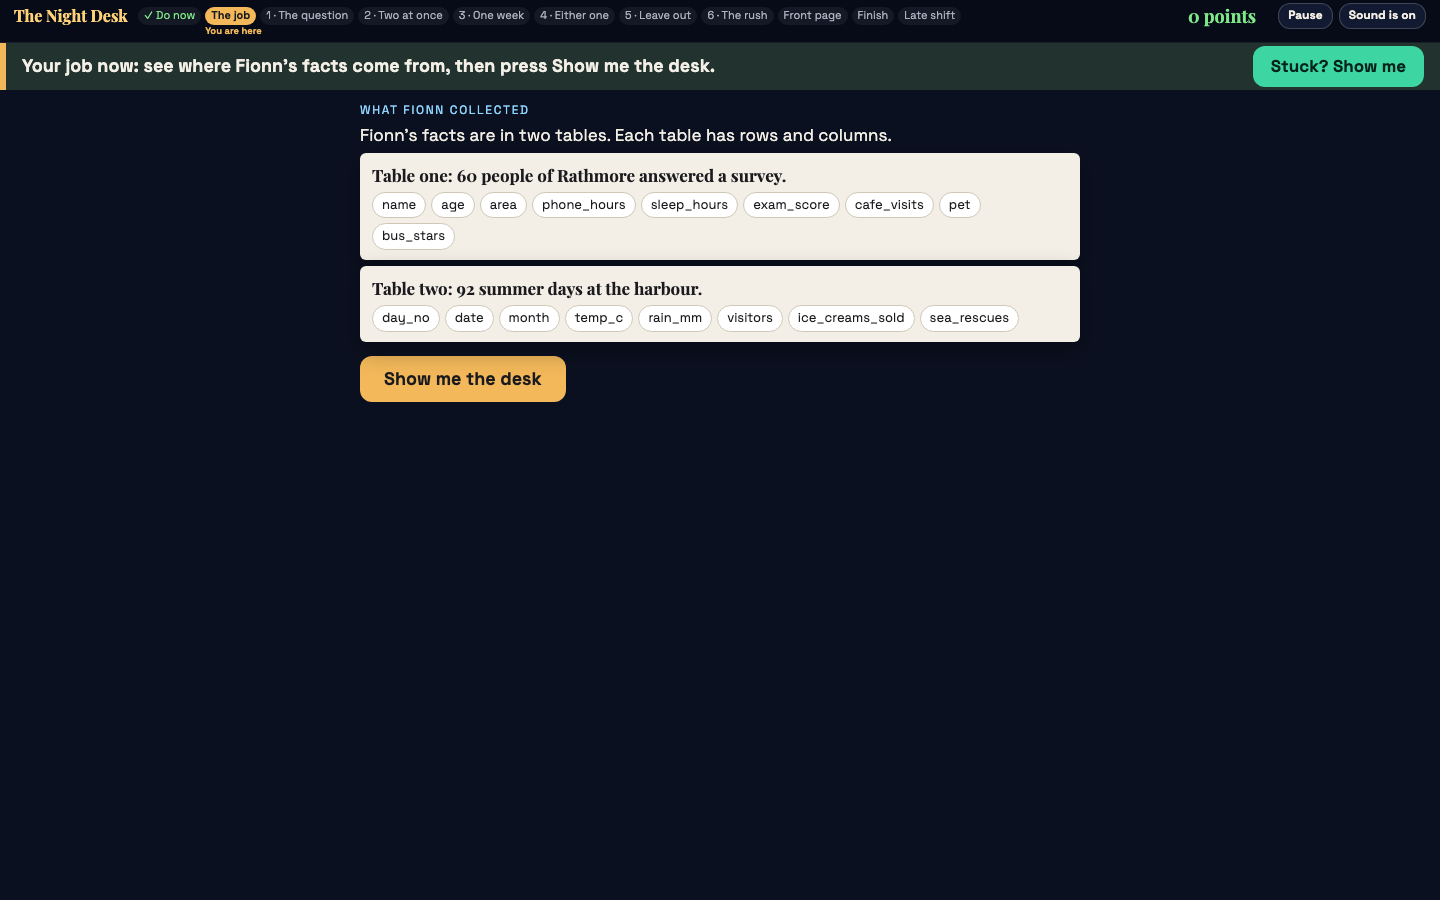 The Night Desk ✓ Do now The job 1 · The question 2 · Two at once 3 · One week 4 · Either one 5 · Leave out 6 · The rush Front page Finish Late shift 0 points Pause Sound is on
You are here
Your job now: see where Fionn's facts come from, then press Show me the desk. Stuck? Show me
WHAT FIONN COLLECTED
Fionn's facts are in two tables. Each table has rows and columns.
Table one: 60 people of Rathmore answered a survey.
name age area phone_hours sleep_hours exam_score cafe_visits pet
bus_stars
Table two: 92 summer days at the harbour.
day_no date month temp_c rain_mm visitors ice_creams_sold sea_rescues
Show me the desk